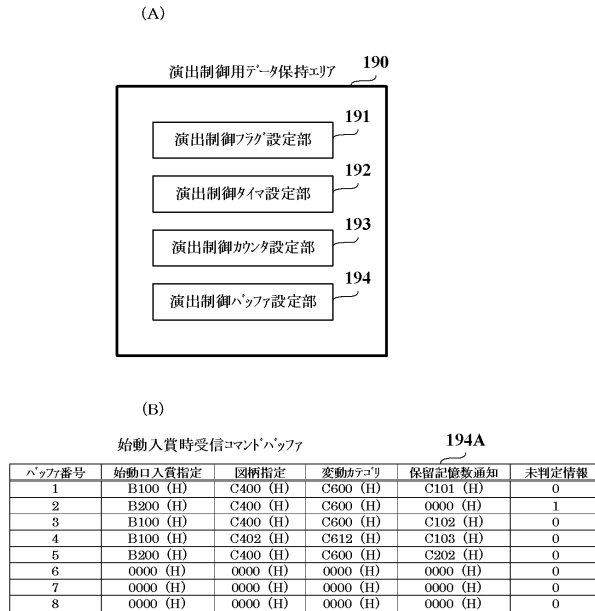 (A)
演出制御用データ保持エリア
190
演出制御フラグ設定部
191
演出制御タイマ設定部
192
演出制御カウンタ設定部
193
演出制御バッファ設定部
194
(B)
始動入賞時受信コマンドバッファ
194A
バッファ番号 始動口入賞指定 図柄指定 変動カテゴリ 保留記憶数通知 未判定情報
1 B100 (H) C400 (H) C600 (H) C101 (H) 0
2 B200 (H) C400 (H) C600 (H) 0000 (H) 1
3 B100 (H) C400 (H) C600 (H) C102 (H) 0
4 B100 (H) C402 (H) C612 (H) C103 (H) 0
5 B200 (H) C400 (H) C600 (H) C202 (H) 0
6 0000 (H) 0000 (H) 0000 (H) 0000 (H) 0
7 0000 (H) 0000 (H) 0000 (H) 0000 (H) 0
8 0000 (H) 0000 (H) 0000 (H) 0000 (H) 0